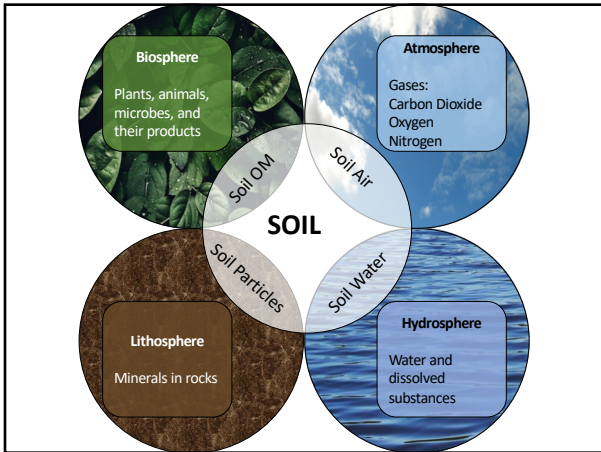 Biosphere
Plants, animals,
microbes, and
their products
Atmosphere
Gases:
Carbon Dioxide
Oxygen
Nitrogen
Soil OM
Soil Air
SOIL
Soil Particles
Soil Water
Lithosphere
Minerals in rocks
Hydrosphere
Water and
dissolved
substances